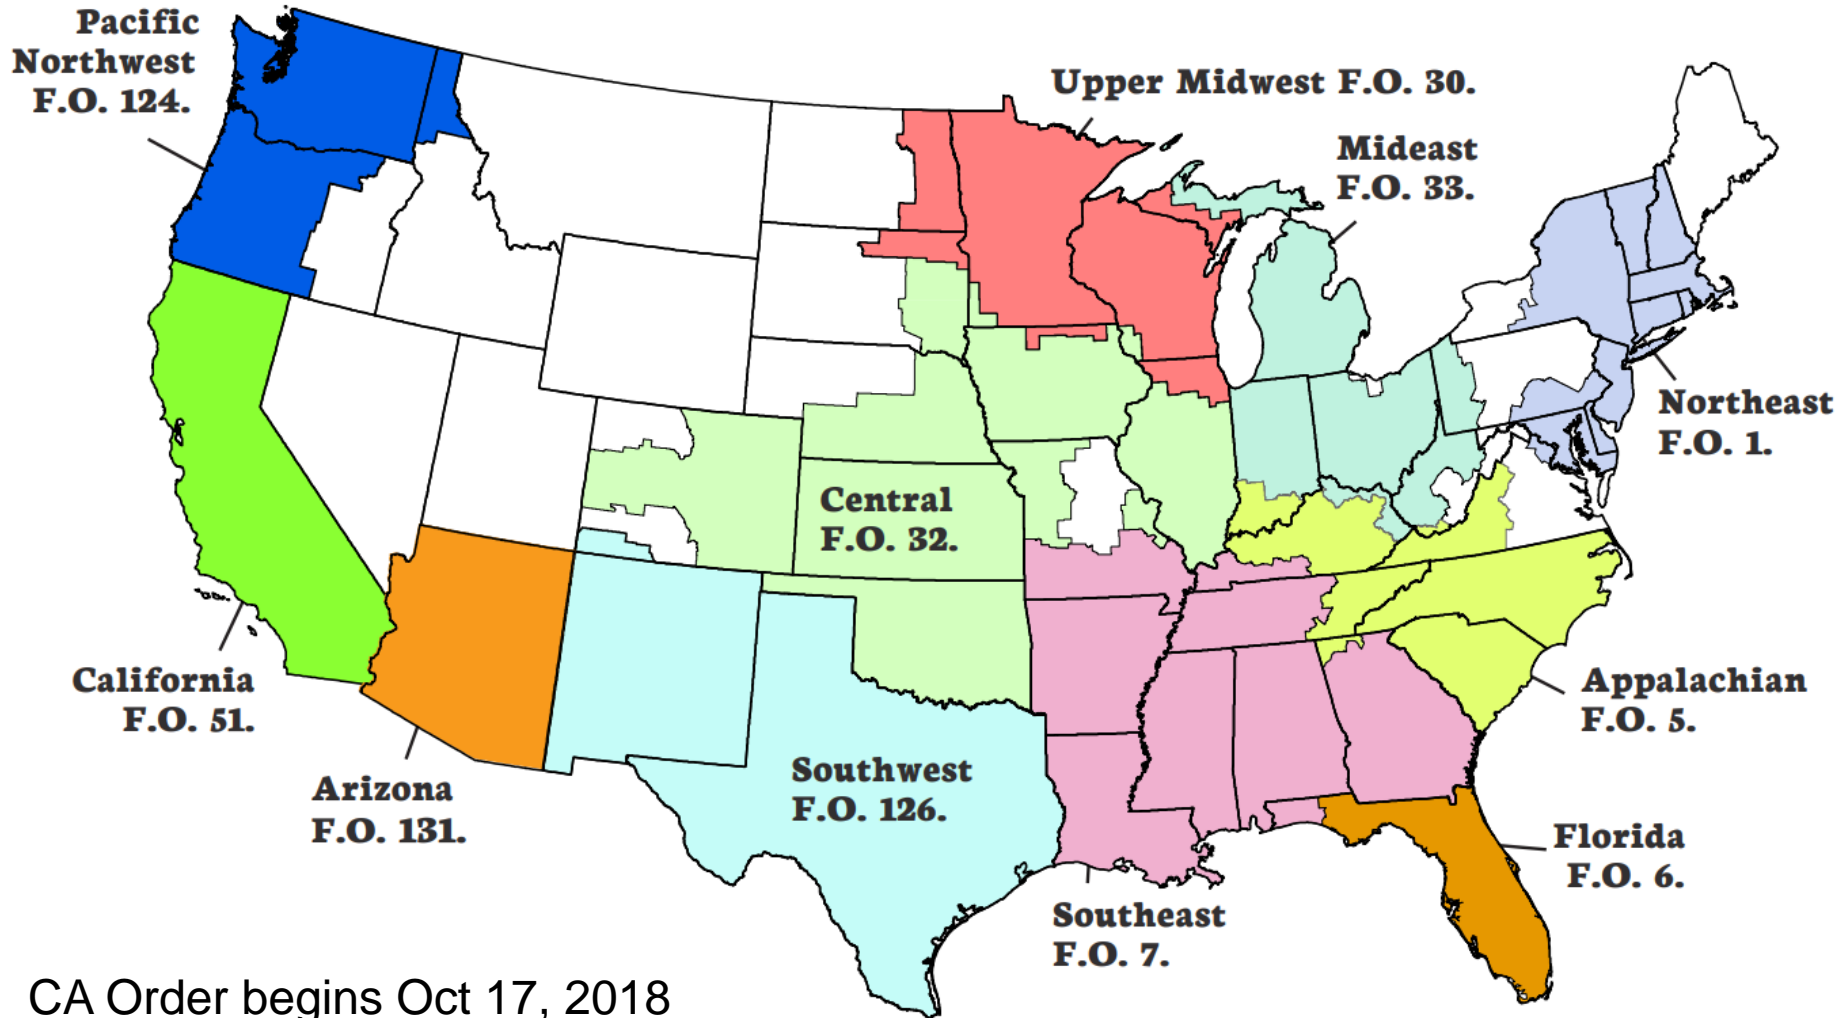 Pacific
Northwest
F.O. 124.
Upper Midwest F.O. 30.
Mideast
F.O. 33.
Northeast
F.O. 1.
Central
F.O. 32.
California
F.O. 51.
Appalachian
F.O. 5.
Arizona
F.O. 131.
Southwest
F.O. 126.
Florida
F.O. 6.
Southeast
F.O. 7.
CA Order begins Oct 17, 2018